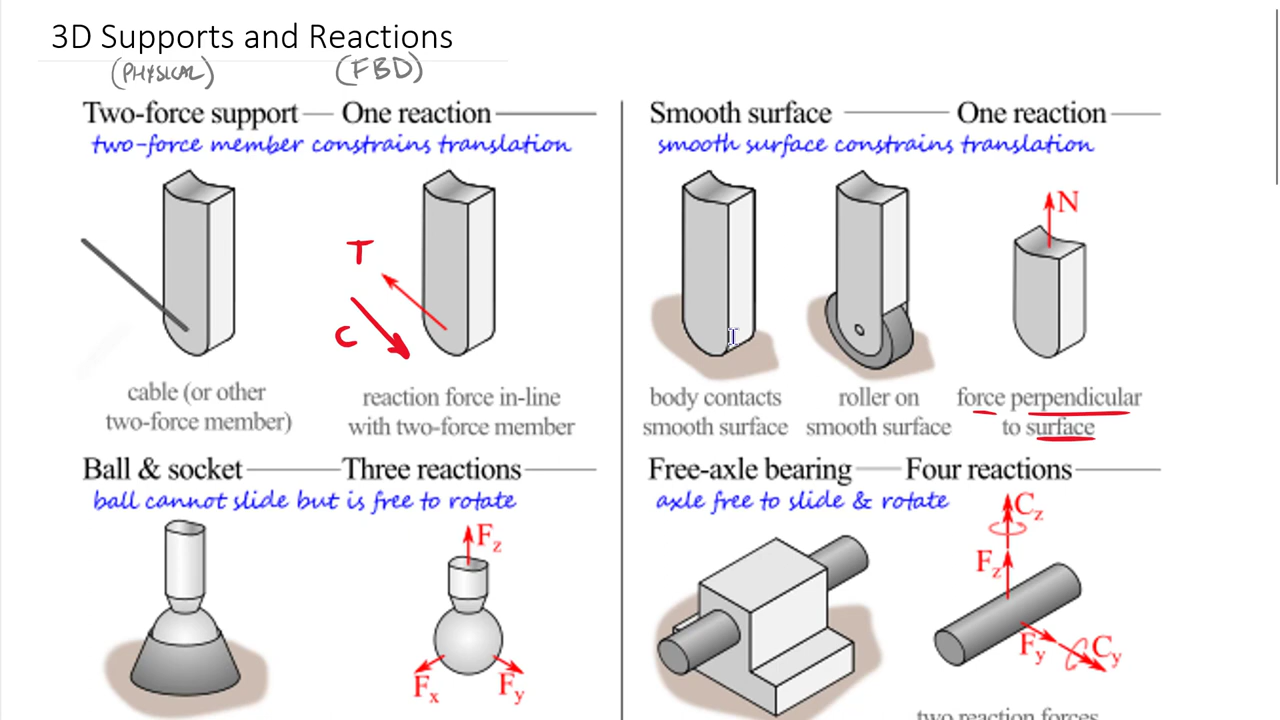 3D Supports and Reactions
(PHYSICAL) (FBD)
Two-force support One reaction
two-force member constrains translation
T
C
cable (or other
two-force member)
reaction force in-line
with two-force member
Smooth surface One reaction
smooth surface constrains translation
N
body contacts
smooth surface
roller on
smooth surface
force perpendicular
to surface
Ball & socket Three reactions
ball cannot slide but is free to rotate
Fz
Fx
Fy
Free-axle bearing Four reactions
axle free to slide & rotate
Cz
Fz
Fy
Cy
two reaction forces